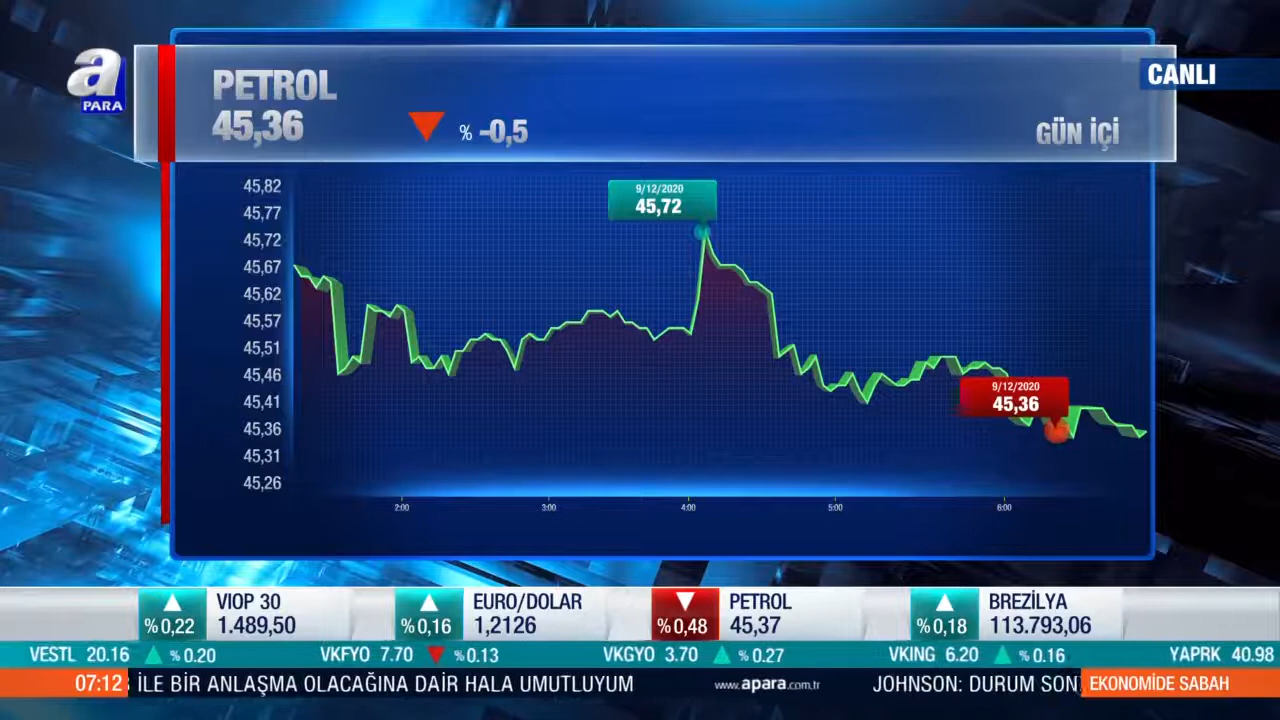 a
PARA
CANLI
PETROL
45,36
% -0,5
GÜN İÇİ
45,82
45,77
45,72
45,67
45,62
45,57
45,51
45,46
45,41
45,36
45,31
45,26
9/12/2020
45,72
9/12/2020
45,36
2:00 3:00 4:00 5:00 6:00
% 0,22 VIOP 30 1.489,50
% 0,16 EURO/DOLAR 1,2126
% 0,48 PETROL 45,37
% 0,18 BREZİLYA 113.793,06
VESTL 20.16 % 0.20 VKFYO 7.70 % 0.13 VKGYO 3.70 % 0.27 VKING 6.20 % 0.16 YAPRK 40.98
07:12 İLE BİR ANLAŞMA OLACAĞINA DAİR HALA UMUTLUYUM www.apara.com.tr JOHNSON: DURUM SON EKONOMİDE SABAH